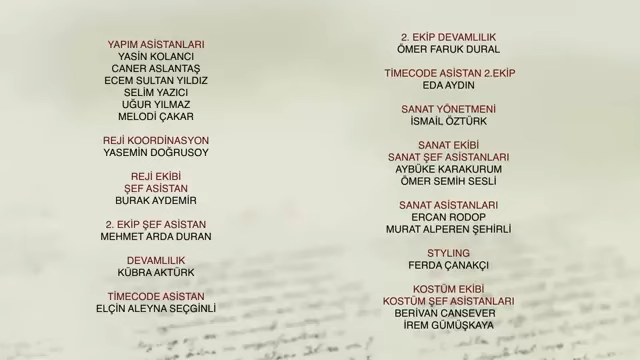 YAPIM ASİSTANLARI
YASİN KOLANCI
CANER ASLANTAŞ
ECEM SULTAN YILDIZ
SELİM YAZICI
UĞUR YILMAZ
MELODİ ÇAKAR
REJİ KOORDİNASYON
YASEMİN DOĞRUSOY
REJİ EKİBİ
ŞEF ASİSTAN
BURAK AYDEMİR
2. EKİP ŞEF ASİSTAN
MEHMET ARDA DURAN
DEVAMLILIK
KÜBRA AKTÜRK
TİMECODE ASİSTAN
ELÇİN ALEYNA SEÇGİNLİ
2. EKİP DEVAMLILIK
ÖMER FARUK DURAL
TİMECODE ASİSTAN 2.EKİP
EDA AYDIN
SANAT YÖNETMENİ
İSMAİL ÖZTÜRK
SANAT EKİBİ
SANAT ŞEF ASİSTANLARI
AYBÜKE KARAKURUM
ÖMER SEMİH SESLİ
SANAT ASİSTANLARI
ERCAN RODOP
MURAT ALPEREN ŞEHİRLİ
STYLING
FERDA ÇANAKÇI
KOSTÜM EKİBİ
KOSTÜM ŞEF ASİSTANLARI
BERİVAN CANSEVER
İREM GÜMÜŞKAYA